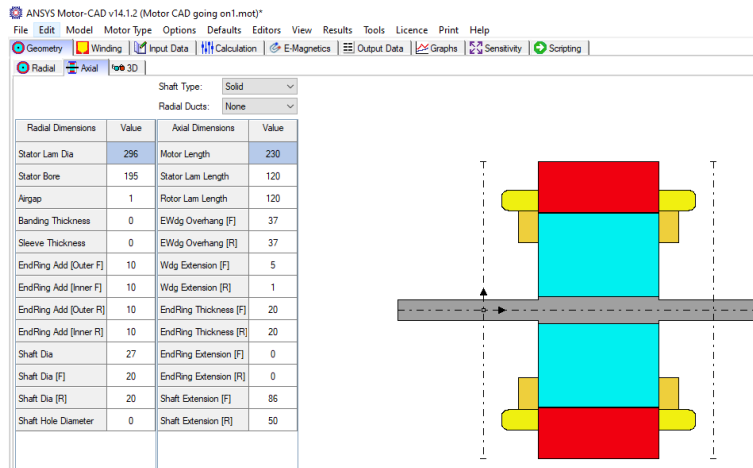 ANSYS Motor-CAD v14.1.2 (Motor CAD going on1.mot)*
File Edit Model Motor Type Options Defaults Editors View Results Tools Licence Print Help
Geometry Winding Input Data Calculation E-Magnetics Output Data Graphs Sensitivity Scripting
Radial Axial 3D
Shaft Type: Solid
Radial Ducts: None
Radial Dimensions Value Axial Dimensions Value
Stator Lam Dia 296 Motor Length 230
Stator Bore 195 Stator Lam Length 120
Airgap 1 Rotor Lam Length 120
Banding Thickness 0 EWdg Overhang [F] 37
Sleeve Thickness 0 EWdg Overhang [R] 37
EndRing Add [Outer F] 10 Wdg Extension [F] 5
EndRing Add [Inner F] 10 Wdg Extension [R] 1
EndRing Add [Outer R] 10 EndRing Thickness [F] 20
EndRing Add [Inner R] 10 EndRing Thickness [R] 20
Shaft Dia 27 EndRing Extension [F] 0
Shaft Dia [F] 20 EndRing Extension [R] 0
Shaft Dia [R] 20 Shaft Extension [F] 86
Shaft Hole Diameter 0 Shaft Extension [R] 50